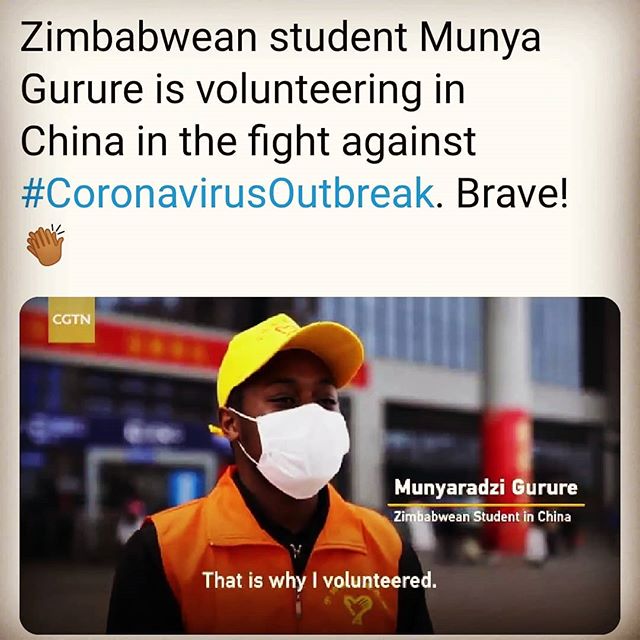 Zimbabwean student Munya
Gurure is volunteering in
China in the fight against
#CoronavirusOutbreak. Brave!
👏🏾
CGTN
Munyaradzi Gurure
Zimbabwean Student in China
That is why I volunteered.